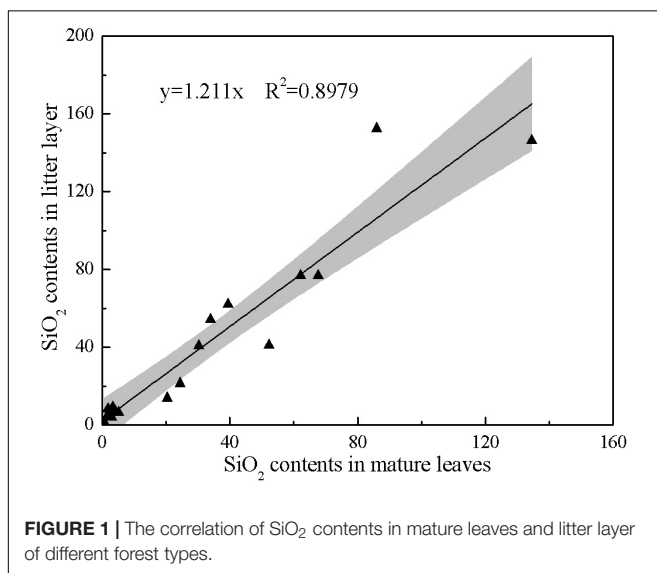 200
160
120
80
40
0
y=1.211x R²=0.8979
SiO₂ contents in litter layer
0 40 80 120 160
SiO₂ contents in mature leaves
FIGURE 1 | The correlation of SiO₂ contents in mature leaves and litter layer
of different forest types.